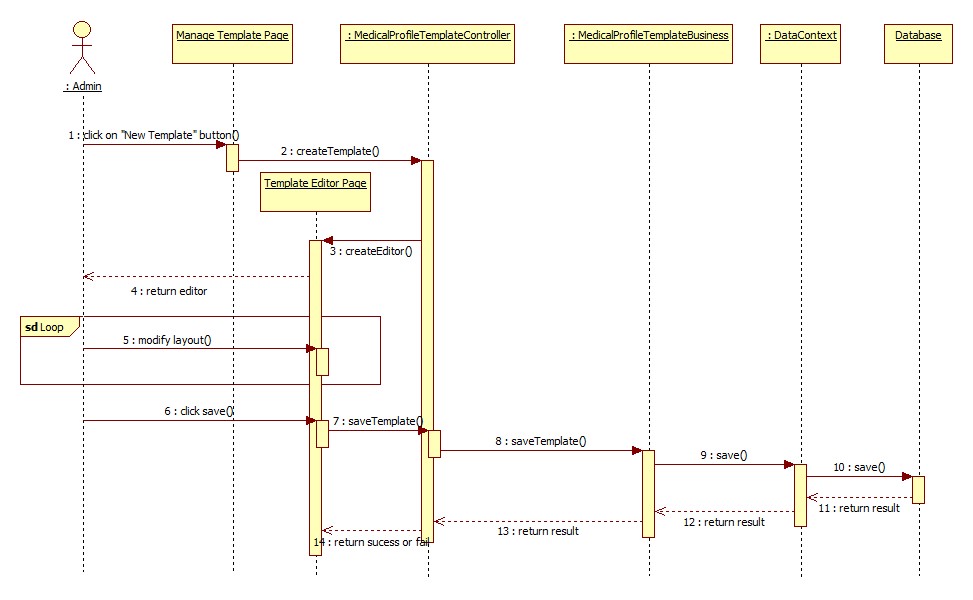 Manage Template Page
: MedicalProfileTemplateController
: MedicalProfileTemplateBusiness
: DataContext
Database
: Admin
1 : click on "New Template" button()
2 : createTemplate()
Template Editor Page
3 : createEditor()
4 : return editor
sd Loop
5 : modify layout()
6 : click save()
7 : saveTemplate()
8 : saveTemplate()
9 : save()
10 : save()
11 : return result
12 : return result
13 : return result
14 : return sucess or fail